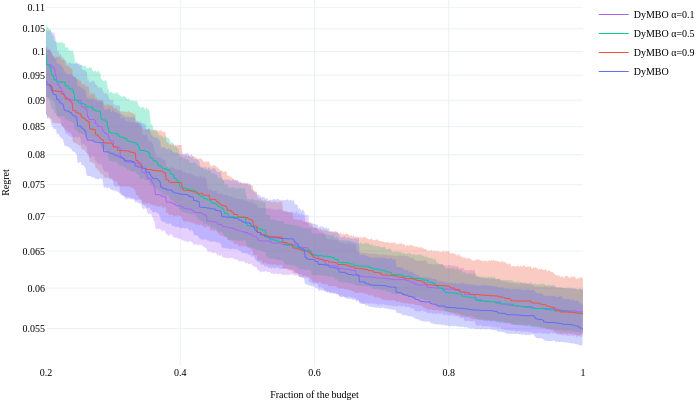 0.11
0.105
0.1
0.095
0.09
0.085
0.08
0.075
0.07
0.065
0.06
0.055
Regret
0.2 0.4 0.6 0.8 1
Fraction of the budget
DyMBO α=0.1
DyMBO α=0.5
DyMBO α=0.9
DyMBO